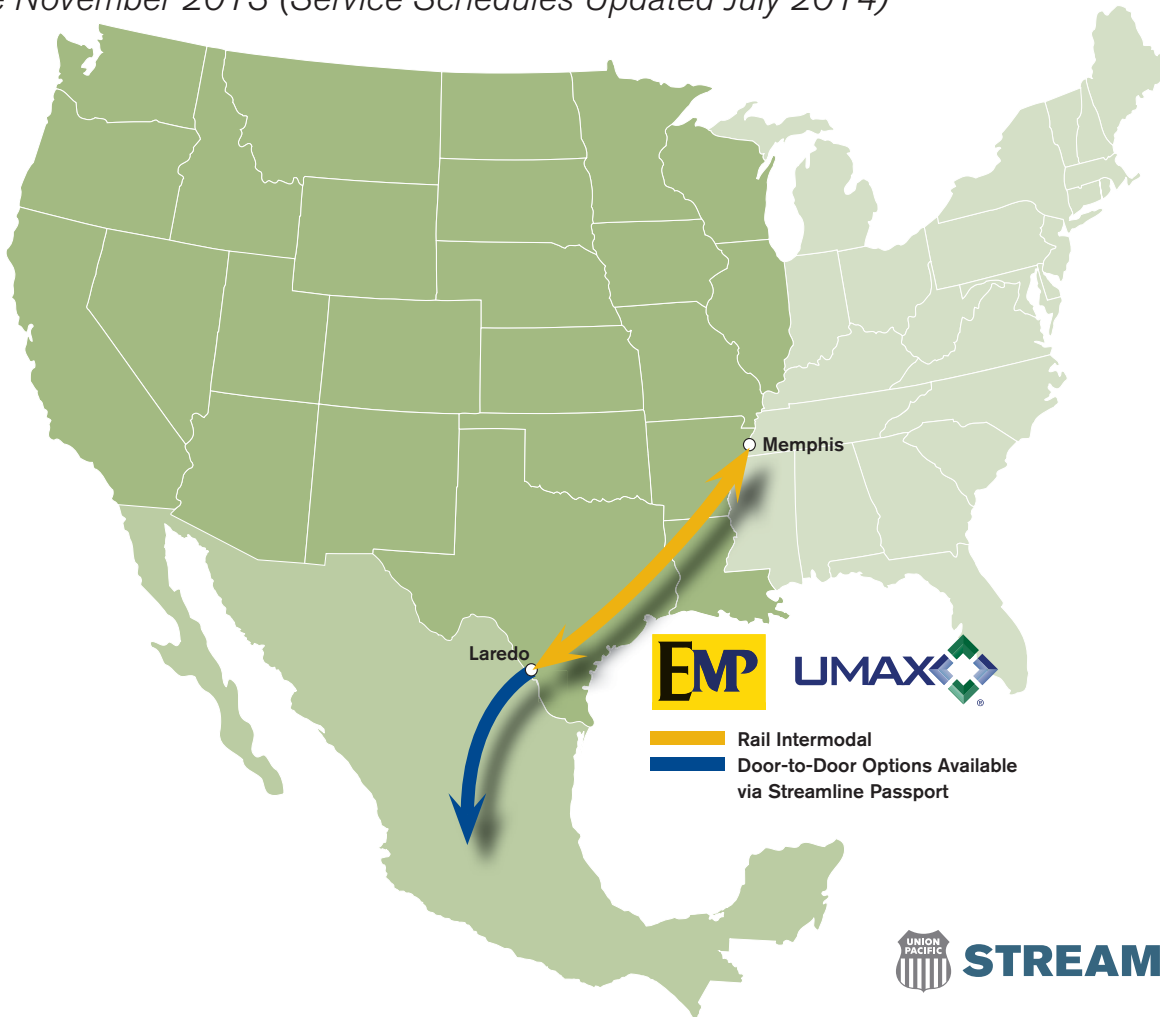 November 2013 (Service Schedules Updated July 2014)
Memphis
Laredo
EMP
UMAX
®
Rail Intermodal
Door-to-Door Options Available
via Streamline Passport
UNION
PACIFIC
STREAM